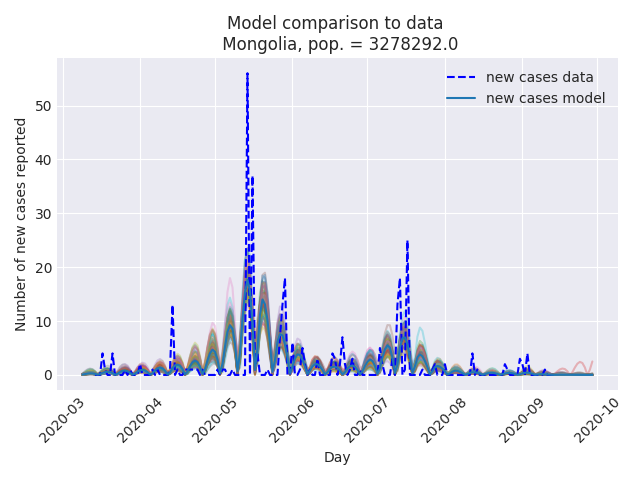 Model comparison to data
Mongolia, pop. = 3278292.0
new cases data
new cases model
Number of new cases reported
50
40
30
20
10
0
2020-03
2020-04
2020-05
2020-06
2020-07
2020-08
2020-09
2020-10
Day